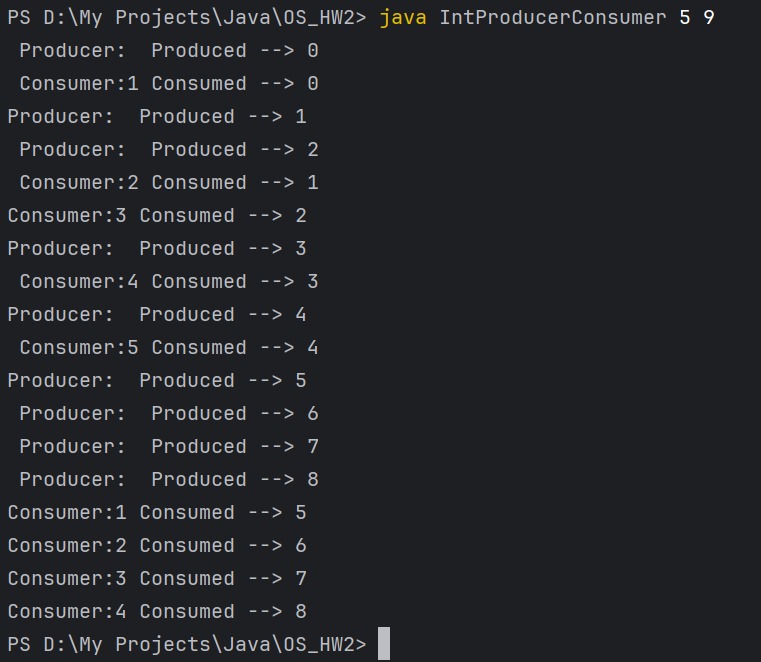 PS D:\My Projects\Java\OS_HW2> java IntProducerConsumer 5 9
 Producer:  Produced --> 0
 Consumer:1 Consumed --> 0
Producer:  Produced --> 1
 Producer:  Produced --> 2
 Consumer:2 Consumed --> 1
Consumer:3 Consumed --> 2
Producer:  Produced --> 3
 Consumer:4 Consumed --> 3
Producer:  Produced --> 4
 Consumer:5 Consumed --> 4
Producer:  Produced --> 5
 Producer:  Produced --> 6
 Producer:  Produced --> 7
 Producer:  Produced --> 8
Consumer:1 Consumed --> 5
Consumer:2 Consumed --> 6
Consumer:3 Consumed --> 7
Consumer:4 Consumed --> 8
PS D:\My Projects\Java\OS_HW2>